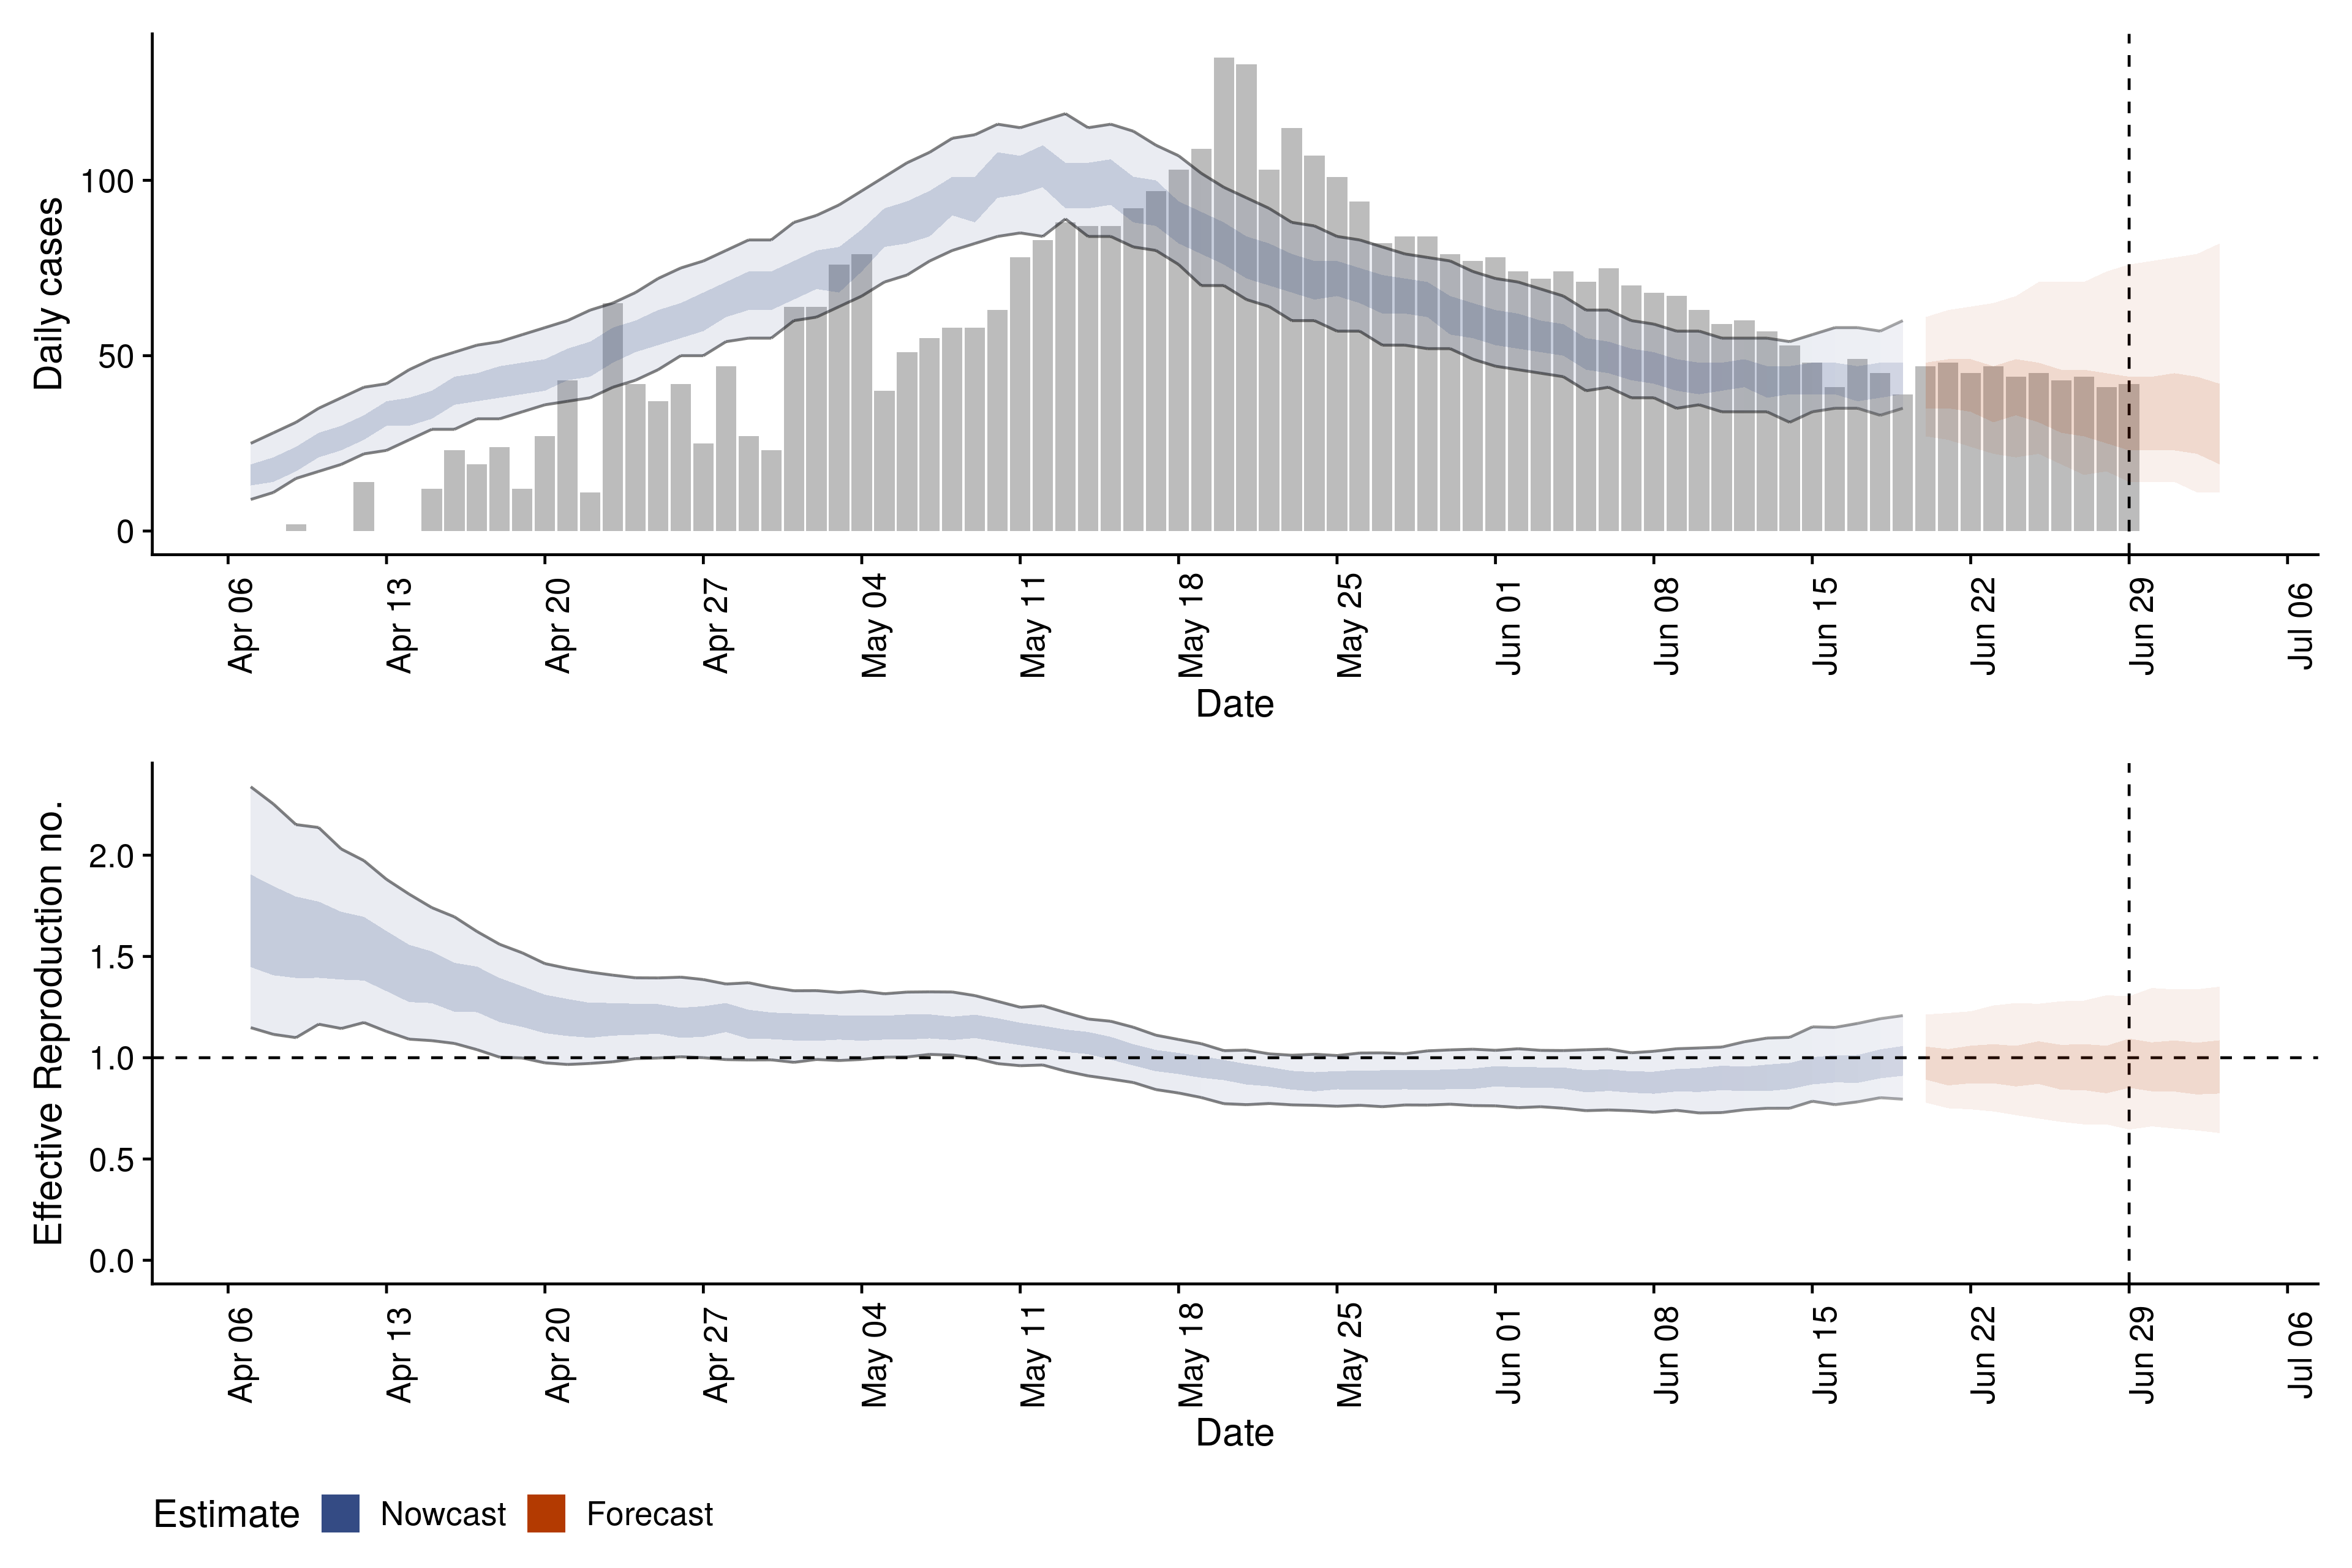 Daily cases
100
50
0
Apr 06
Apr 13
Apr 20
Apr 27
May 04
May 11
May 18
May 25
Jun 01
Jun 08
Jun 15
Jun 22
Jun 29
Jul 06
Date
Effective Reproduction no.
2.0
1.5
1.0
0.5
0.0
Apr 06
Apr 13
Apr 20
Apr 27
May 04
May 11
May 18
May 25
Jun 01
Jun 08
Jun 15
Jun 22
Jun 29
Jul 06
Date
Estimate Nowcast Forecast